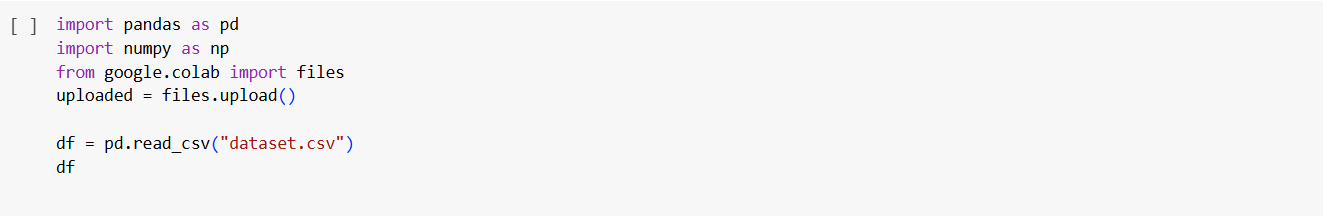 [ ] import pandas as pd
import numpy as np
from google.colab import files
uploaded = files.upload()
df = pd.read_csv("dataset.csv")
df